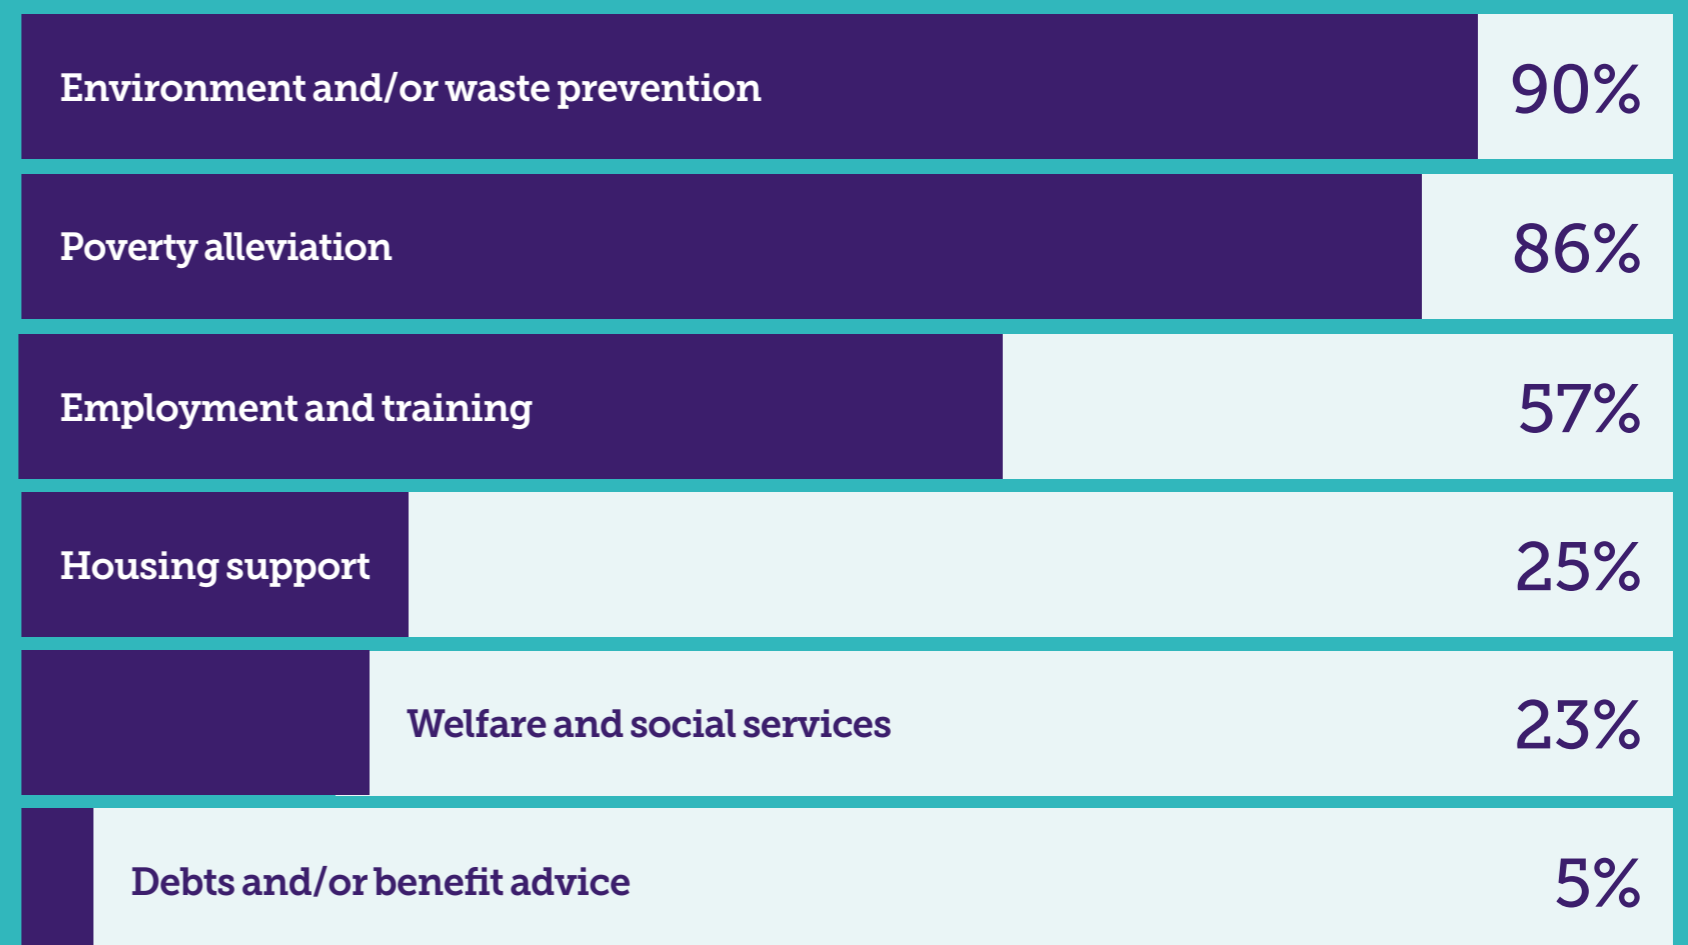 Environment and/or waste prevention 90%
Poverty alleviation 86%
Employment and training 57%
Housing support 25%
Welfare and social services 23%
Debts and/or benefit advice 5%